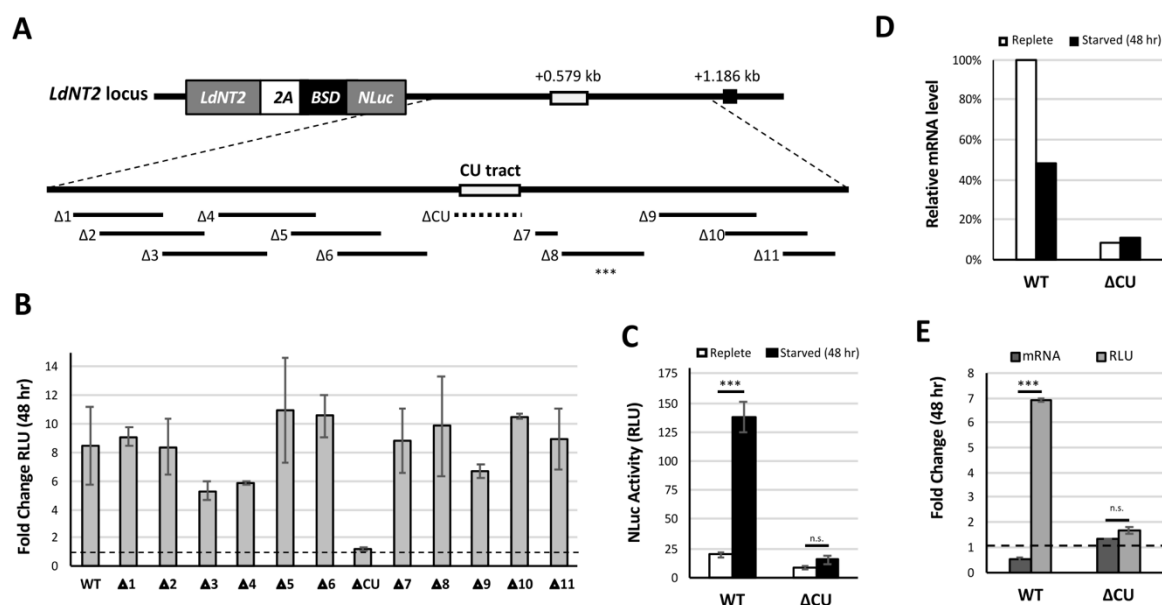 A
LdNT2 locus
LdNT2 2A BSD NLuc
+0.579 kb
+1.186 kb
CU tract
Δ1 Δ4 ΔCU Δ9
Δ2 Δ5 Δ7 Δ10
Δ3 Δ6 Δ8 Δ11
***
B
Fold Change RLU (48 hr)
14
12
10
8
6
4
2
0
WT Δ1 Δ2 Δ3 Δ4 Δ5 Δ6 ΔCU Δ7 Δ8 Δ9 Δ10 Δ11
C
Replete Starved (48 hr)
NLuc Activity (RLU)
175
150
125
100
75
50
25
0
*** n.s.
WT ΔCU
D
Replete Starved (48 hr)
Relative mRNA level
100%
80%
60%
40%
20%
0%
WT ΔCU
E
mRNA RLU
Fold Change (48 hr)
8
7
6
5
4
3
2
1
0
*** n.s.
WT ΔCU